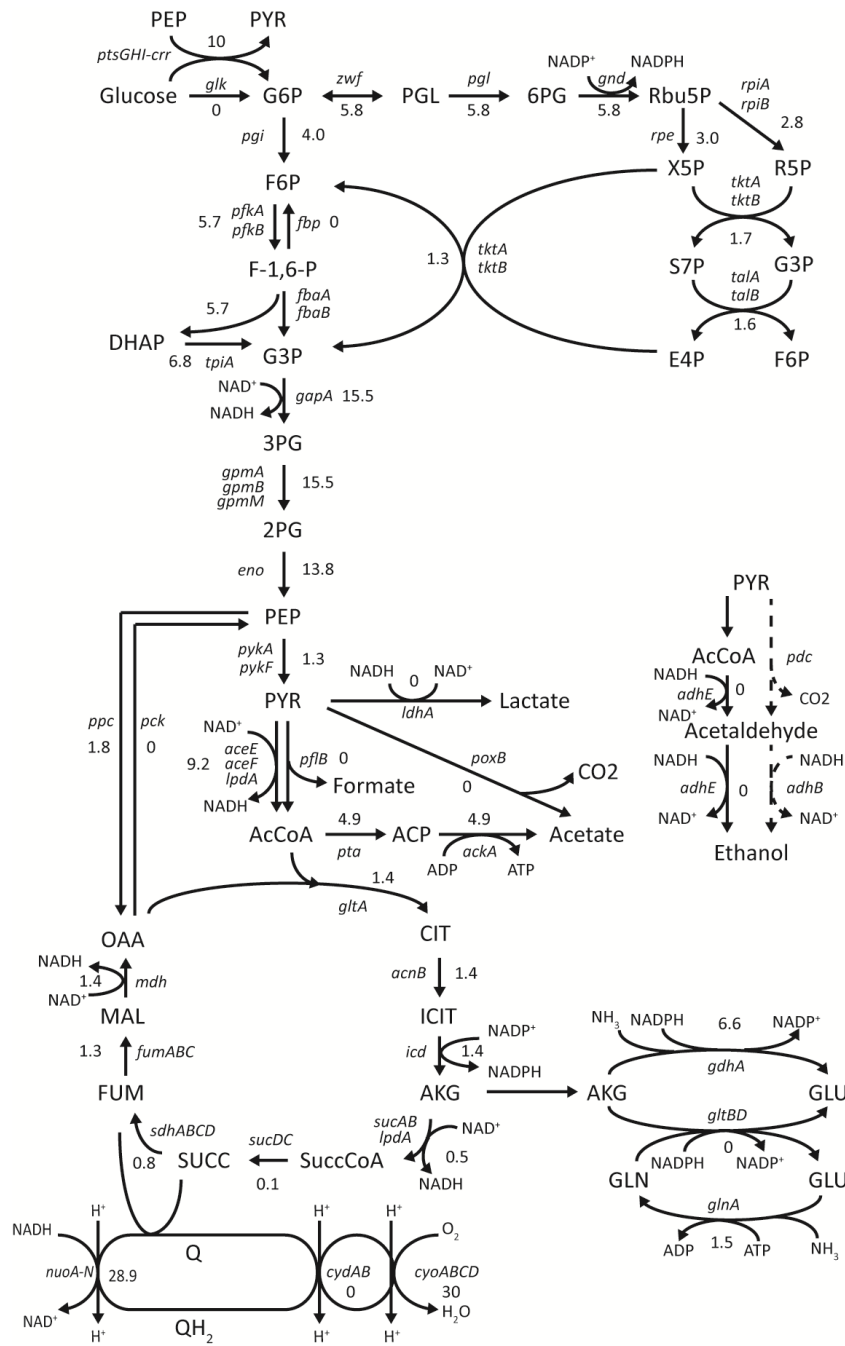 PEP PYR
10
ptsGHI-crr
Glucose glk G6P zwf PGL pgl 6PG NADP⁺ gnd NADPH Rbu5P rpiA
rpiB
0 5.8 5.8 5.8 2.8
pgi 4.0 rpe 3.0
F6P X5P R5P
tktA
tktB
5.7 pfkA
pfkB fbp 0
1.3 tktA
tktB
1.7
F-1,6-P S7P G3P
5.7 fbaA
fbaB talA
talB
DHAP 1.6
6.8 tpiA G3P E4P F6P
NAD⁺
gapA 15.5
NADH
3PG
gpmA
gpmB
gpmM
15.5
2PG
eno 13.8
PEP
pykA
pykF
1.3
PYR
NADH 0 NAD⁺
ldhA
Lactate
ppc
1.8
pck
0
NAD⁺
9.2 aceE
aceF
lpdA
NADH
pflB 0
Formate
poxB
0
CO2
AcCoA 4.9
pta
ACP 4.9
ackA
ADP ATP
Acetate
PYR
pdc
AcCoA
NADH
adhE 0
NAD⁺
CO2
Acetaldehyde
NADH NADH
adhE 0 adhB
NAD⁺ NAD⁺
Ethanol
1.4
gltA
OAA CIT
NADH
1.4 mdh
NAD⁺
acnB 1.4
MAL ICIT
1.3 fumABC
icd NADP⁺
1.4
NADPH
FUM AKG AKG GLU
NH₃ NADPH 6.6 NADP⁺
gdhA
gltBD
0
NADPH NADP⁺
GLN GLU
glnA
1.5
ADP ATP NH₃
sdhABCD
0.8
SUCC sucDC
0.1
SuccCoA
sucAB
lpdA
NAD⁺
0.5
NADH
NADH H⁺ H⁺ H⁺ O₂
Q
nuoA-N 28.9 cydAB
0
cyoABCD
30
NAD⁺ H⁺ QH₂ H⁺ H⁺ H₂O